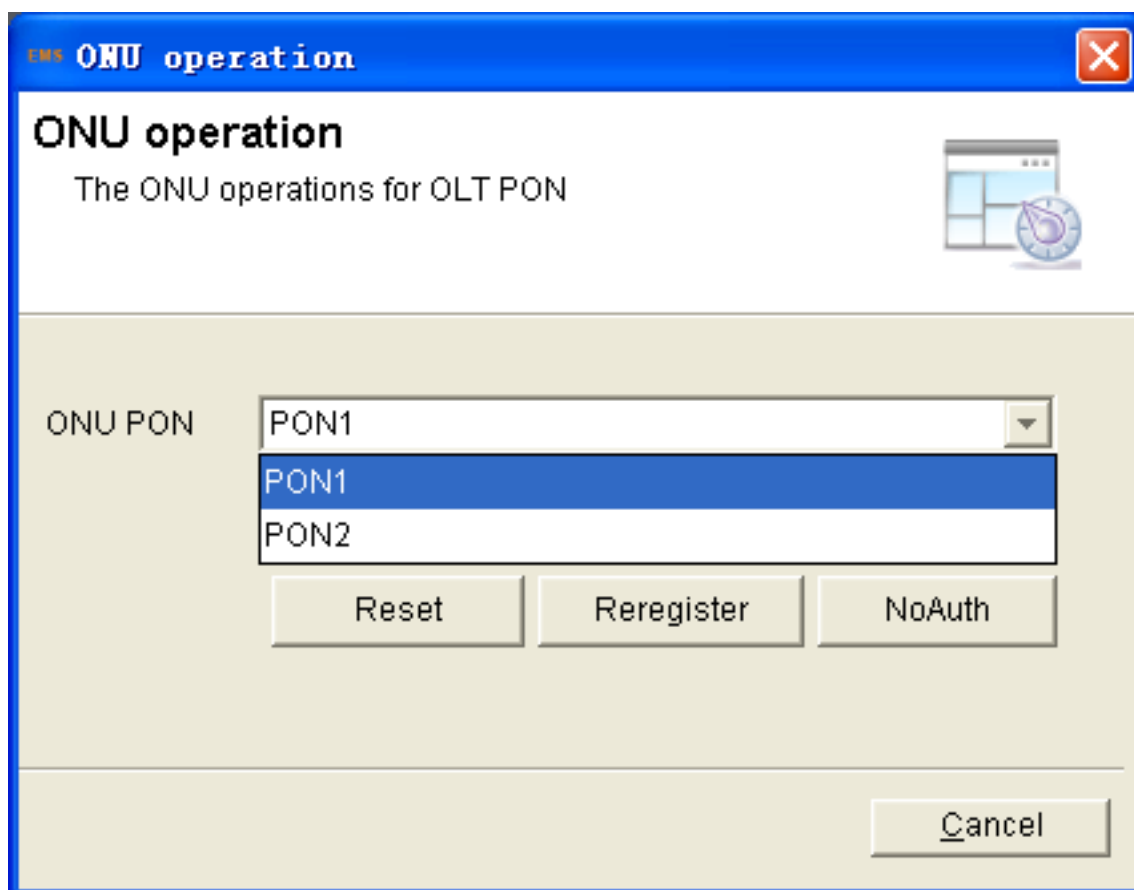 EMS ONU operation
ONU operation
The ONU operations for OLT PON
ONU PON PON1
PON1
PON2
Reset Reregister NoAuth
Cancel